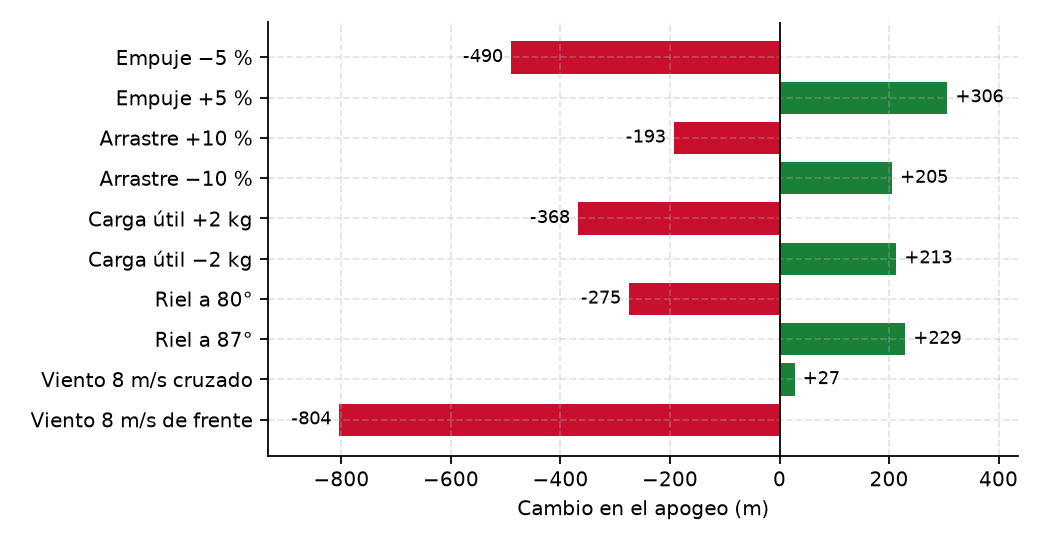 Empuje −5 % -490
Empuje +5 % +306
Arrastre +10 % -193
Arrastre −10 % +205
Carga útil +2 kg -368
Carga útil −2 kg +213
Riel a 80° -275
Riel a 87° +229
Viento 8 m/s cruzado +27
Viento 8 m/s de frente -804
−800 −600 −400 −200 0 200 400
Cambio en el apogeo (m)